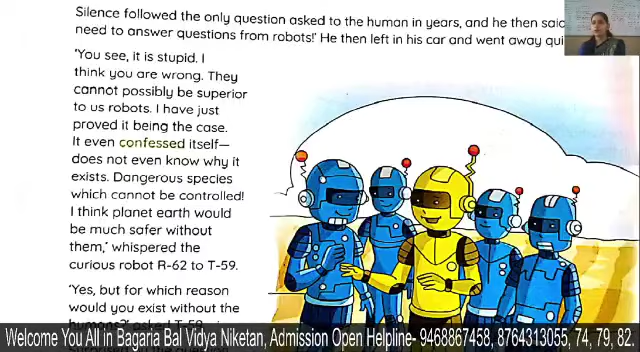 Silence followed the only question asked to the human in years, and he then said
need to answer questions from robots!' He then left in his car and went away qui
'You see, it is stupid. I
think you are wrong. They
cannot possibly be superior
to us robots. I have just
proved it being the case.
It even confessed itself—
does not even know why it
exists. Dangerous species
which cannot be controlled!
I think planet earth would
be much safer without
them,' whispered the
curious robot R-62 to T-59.
'Yes, but for which reason
would you exist without the
humans?' asked T-59
Welcome You All in Bagaria Bal Vidya Niketan, Admission Open Helpline- 9468867458, 8764313055, 74, 79, 82.